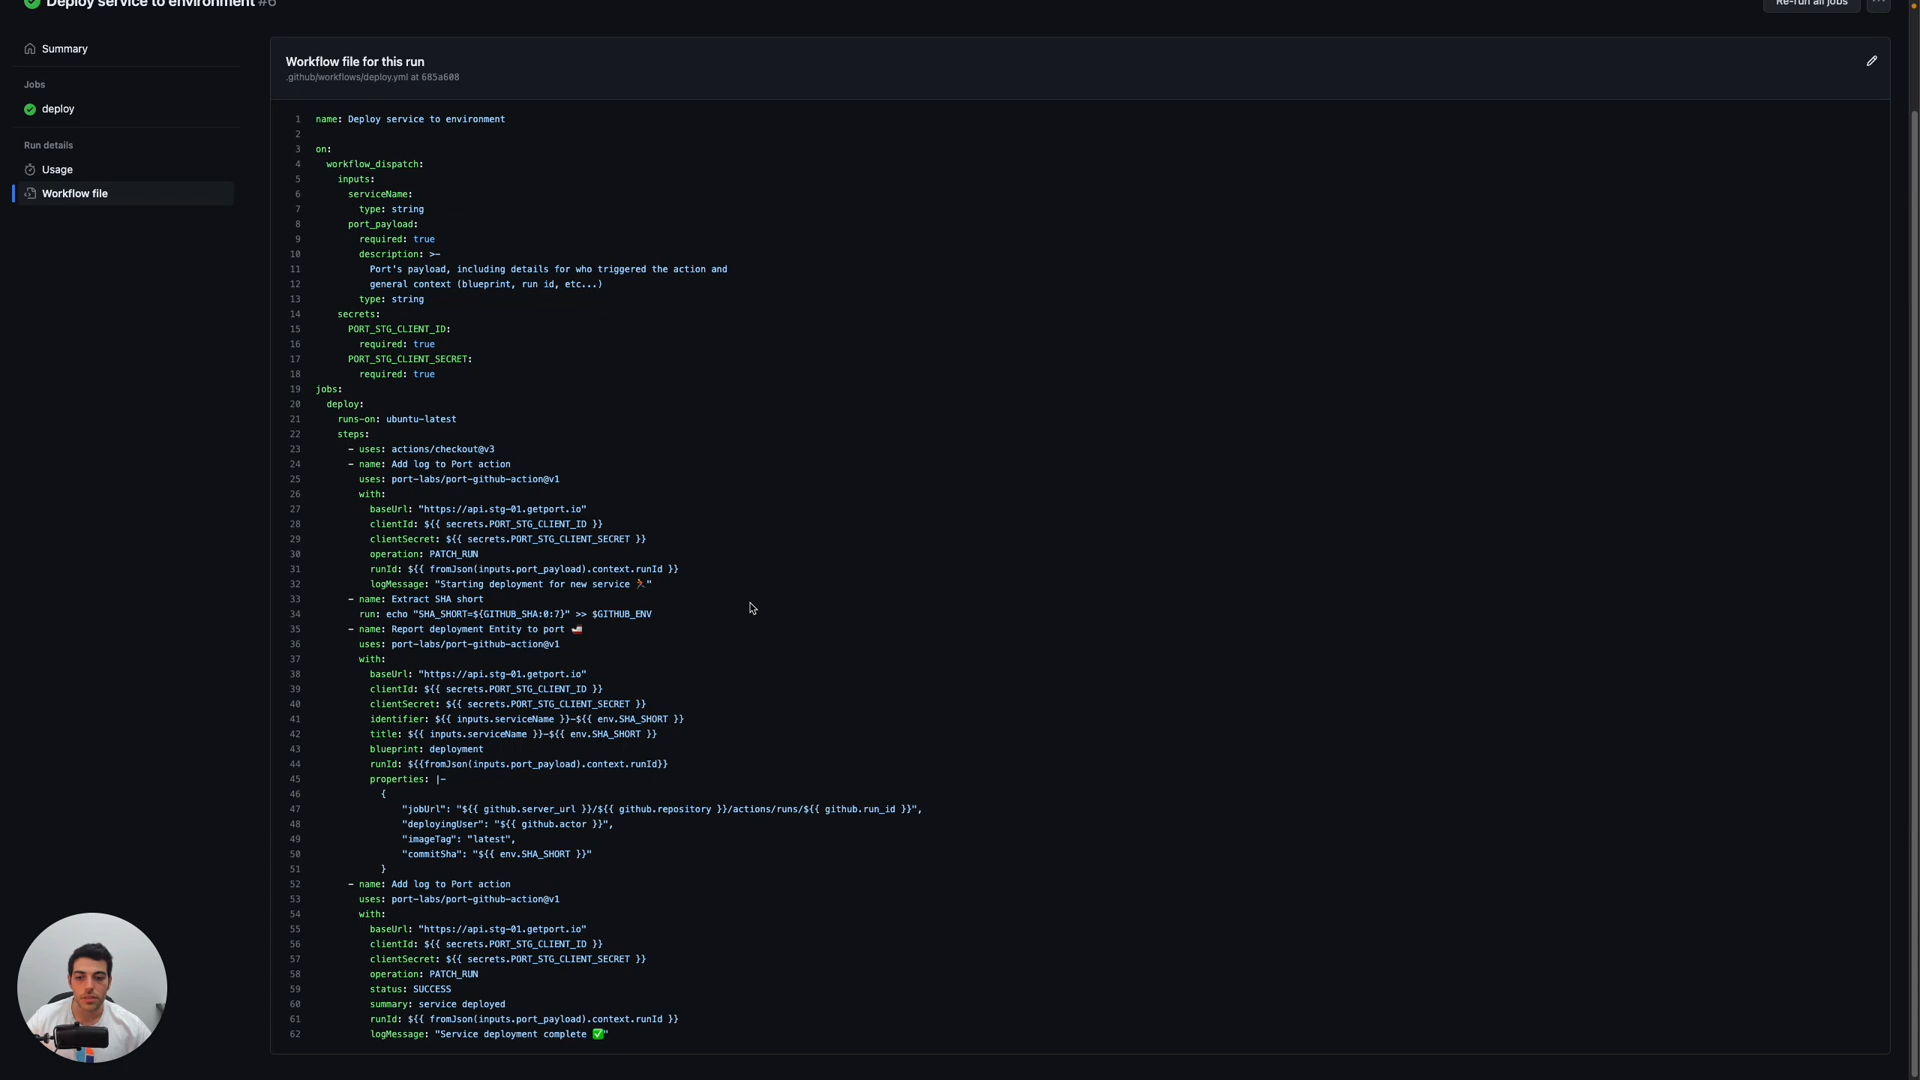 Deploy service to environment #6
Re-run all jobs
Summary
Jobs
deploy
Run details
Usage
Workflow file
Workflow file for this run
.github/workflows/deploy.yml at 685a608
1 name: Deploy service to environment
2
3 on:
4 workflow_dispatch:
5 inputs:
6 serviceName:
7 type: string
8 port_payload:
9 required: true
10 description: >-
11 Port's payload, including details for who triggered the action and
12 general context (blueprint, run id, etc...)
13 type: string
14 secrets:
15 PORT_STG_CLIENT_ID:
16 required: true
17 PORT_STG_CLIENT_SECRET:
18 required: true
19 jobs:
20 deploy:
21 runs-on: ubuntu-latest
22 steps:
23 - uses: actions/checkout@v3
24 - name: Add log to Port action
25 uses: port-labs/port-github-action@v1
26 with:
27 baseUrl: "https://api.stg-01.getport.io"
28 clientId: ${{ secrets.PORT_STG_CLIENT_ID }}
29 clientSecret: ${{ secrets.PORT_STG_CLIENT_SECRET }}
30 operation: PATCH_RUN
31 runId: ${{ fromJson(inputs.port_payload).context.runId }}
32 logMessage: "Starting deployment for new service 🏃"
33 - name: Extract SHA short
34 run: echo "SHA_SHORT=${GITHUB_SHA:0:7}" >> $GITHUB_ENV
35 - name: Report deployment Entity to port 🚢
36 uses: port-labs/port-github-action@v1
37 with:
38 baseUrl: "https://api.stg-01.getport.io"
39 clientId: ${{ secrets.PORT_STG_CLIENT_ID }}
40 clientSecret: ${{ secrets.PORT_STG_CLIENT_SECRET }}
41 identifier: ${{ inputs.serviceName }}-${{ env.SHA_SHORT }}
42 title: ${{ inputs.serviceName }}-${{ env.SHA_SHORT }}
43 blueprint: deployment
44 runId: ${{fromJson(inputs.port_payload).context.runId}}
45 properties: |-
46 {
47 "jobUrl": "${{ github.server_url }}/${{ github.repository }}/actions/runs/${{ github.run_id }}",
48 "deployingUser": "${{ github.actor }}",
49 "imageTag": "latest",
50 "commitSha": "${{ env.SHA_SHORT }}"
51 }
52 - name: Add log to Port action
53 uses: port-labs/port-github-action@v1
54 with:
55 baseUrl: "https://api.stg-01.getport.io"
56 clientId: ${{ secrets.PORT_STG_CLIENT_ID }}
57 clientSecret: ${{ secrets.PORT_STG_CLIENT_SECRET }}
58 operation: PATCH_RUN
59 status: SUCCESS
60 summary: service deployed
61 runId: ${{ fromJson(inputs.port_payload).context.runId }}
62 logMessage: "Service deployment complete ✅"